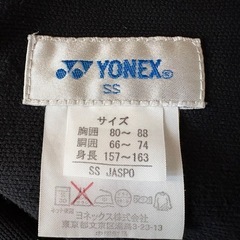 YONEX
SS
サイズ
胸囲 80～ 88
胴囲 66～ 74
身長 157～163
SS JASPO
ヨネックス株式会社
東京都文京区湯島3-23-13